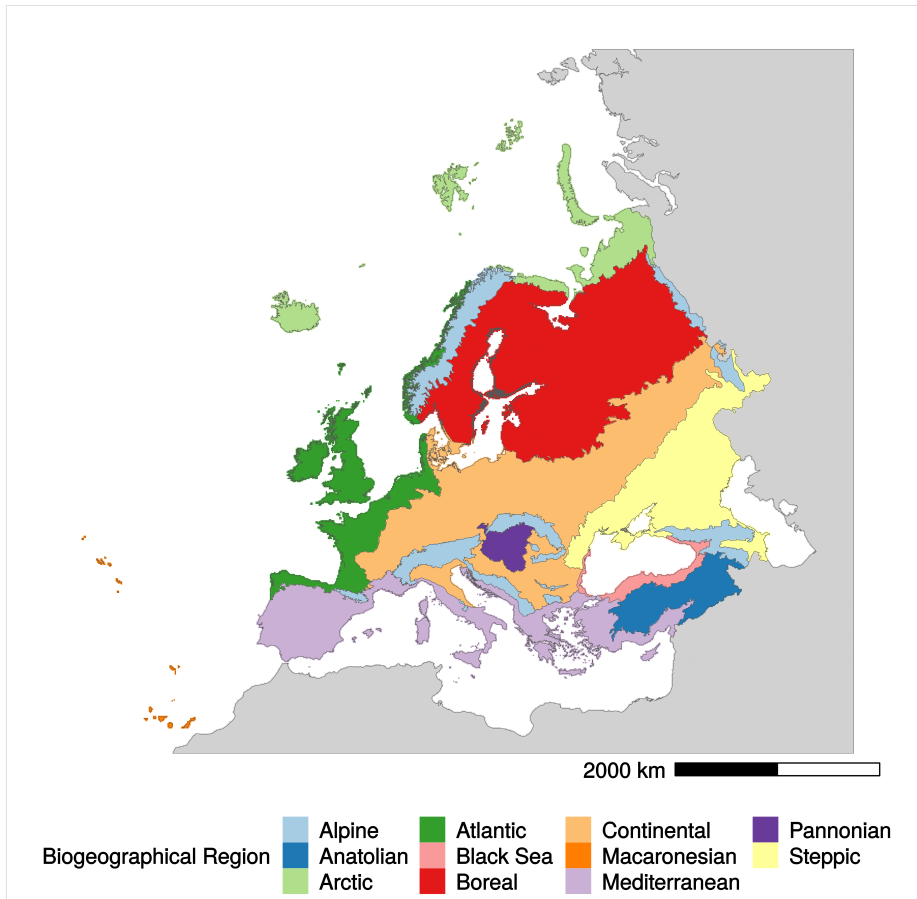 2000 km
Alpine Atlantic Continental Pannonian
Biogeographical Region Anatolian Black Sea Macaronesian Steppic
Arctic Boreal Mediterranean